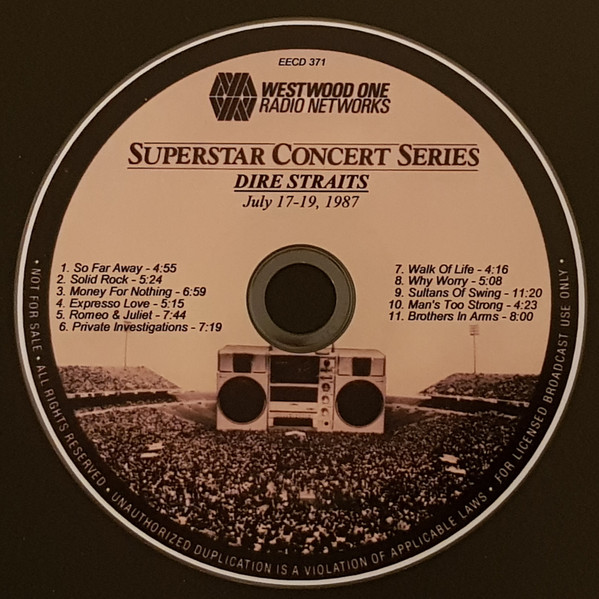 EECD 371
WESTWOOD ONE
RADIO NETWORKS
SUPERSTAR CONCERT SERIES
DIRE STRAITS
July 17-19, 1987
1. So Far Away - 4:55
2. Solid Rock - 5:24
3. Money For Nothing - 6:59
4. Expresso Love - 5:15
5. Romeo & Juliet - 7:44
6. Private Investigations - 7:19
7. Walk Of Life - 4:16
8. Why Worry - 5:08
9. Sultans Of Swing - 11:20
10. Man's Too Strong - 4:23
11. Brothers In Arms - 8:00
• NOT FOR SALE • ALL RIGHTS RESERVED • UNAUTHORIZED DUPLICATION IS A VIOLATION OF APPLICABLE LAWS • FOR LICENSED BROADCAST USE ONLY •